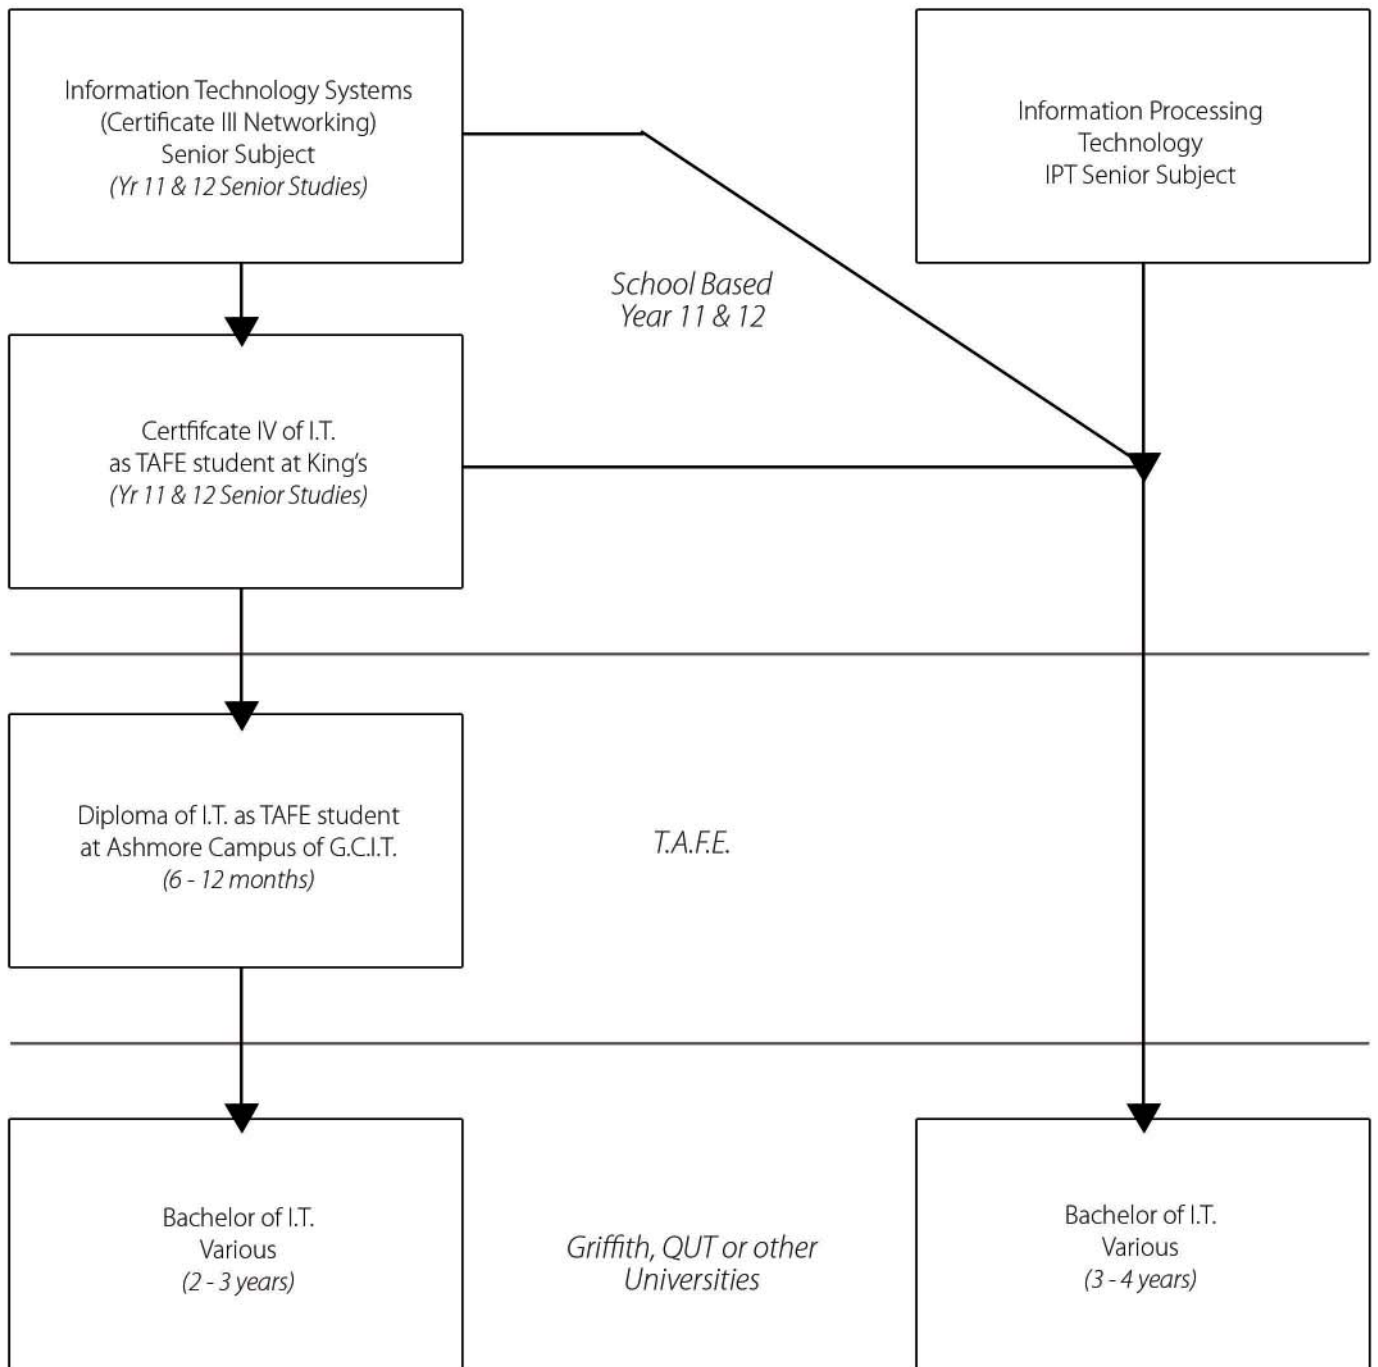 Information Technology Systems
(Certificate III Networking)
Senior Subject
(Yr 11 & 12 Senior Studies)
Information Processing
Technology
IPT Senior Subject
School Based
Year 11 & 12
Certfifcate IV of I.T.
as TAFE student at King's
(Yr 11 & 12 Senior Studies)
Diploma of I.T. as TAFE student
at Ashmore Campus of G.C.I.T.
(6 - 12 months)
T.A.F.E.
Bachelor of I.T.
Various
(2 - 3 years)
Griffith, QUT or other
Universities
Bachelor of I.T.
Various
(3 - 4 years)